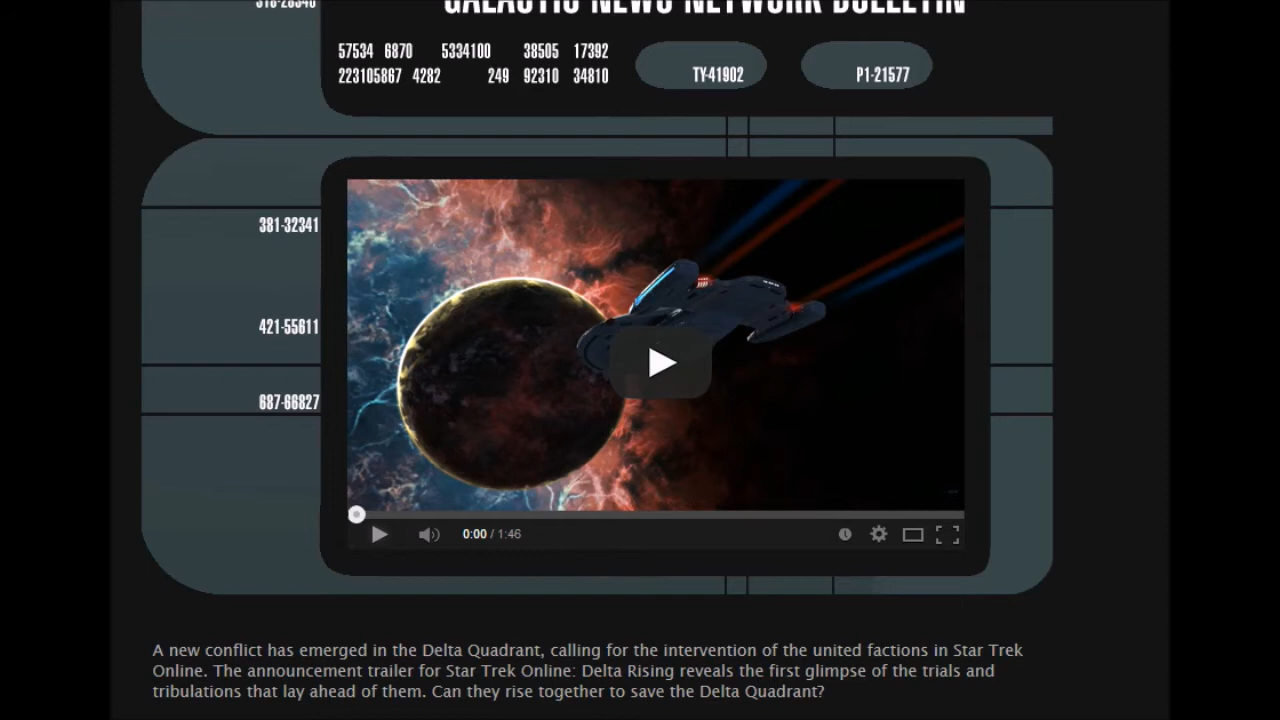 318-28340
GALACTIC NEWS NETWORK BULLETIN
57534 6870 5334100 38505 17392
223105867 4282 249 92310 34810
TY-41902
P1-21577
381-32341
421-55611
687-66827
0:00 / 1:46
A new conflict has emerged in the Delta Quadrant, calling for the intervention of the united factions in Star Trek
Online. The announcement trailer for Star Trek Online: Delta Rising reveals the first glimpse of the trials and
tribulations that lay ahead of them. Can they rise together to save the Delta Quadrant?